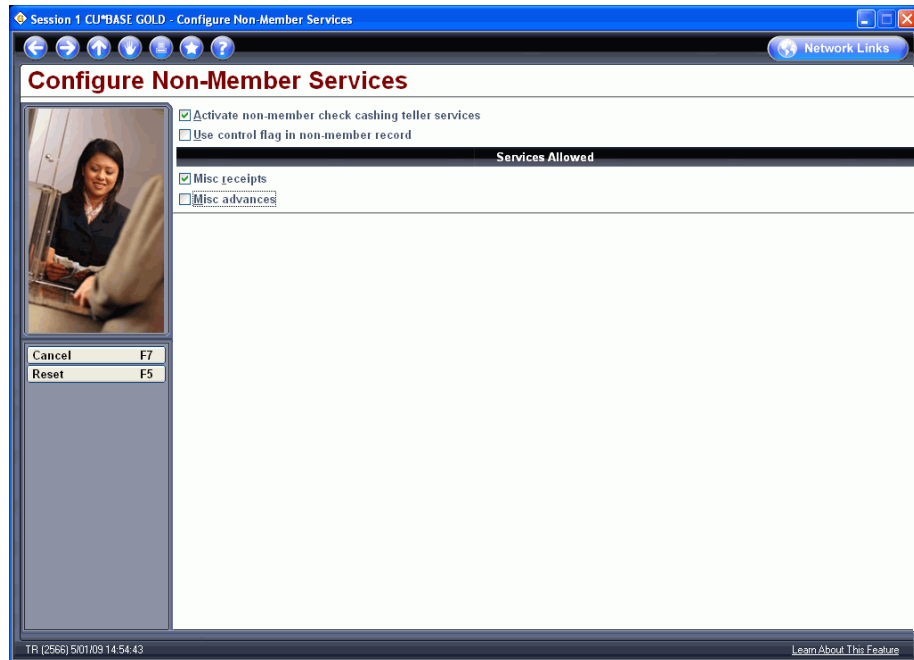 Session 1 CU*BASE GOLD - Configure Non-Member Services
Network Links
Configure Non-Member Services
Activate non-member check cashing teller services
Use control flag in non-member record
Services Allowed
Misc receipts
Misc advances
Cancel F7
Reset F5
TR (2566) 5/01/09 14:54:43
Learn About This Feature